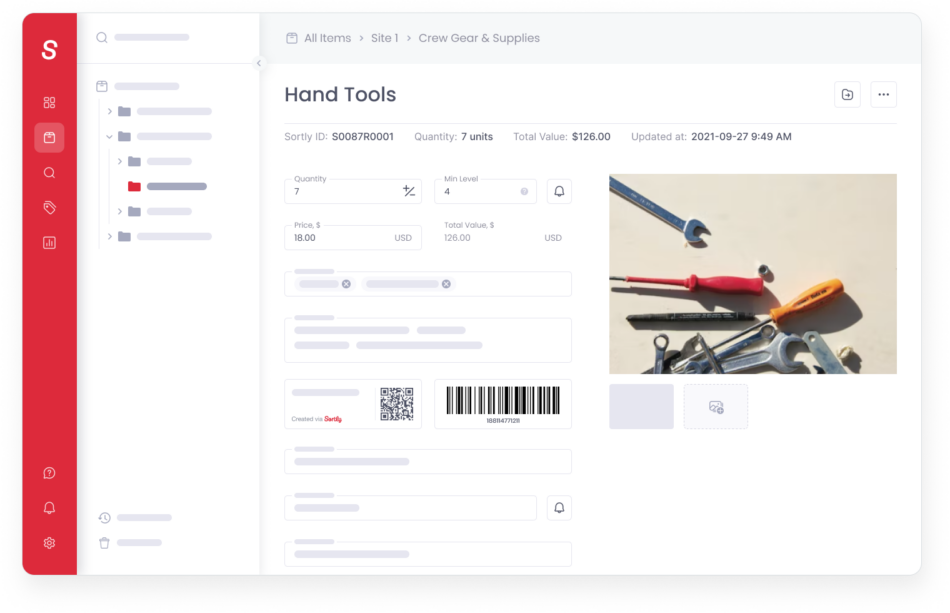 S
All Items > Site 1 > Crew Gear & Supplies
Hand Tools
Sortly ID: S0087R0001 Quantity: 7 units Total Value: $126.00 Updated at: 2021-09-27 9:49 AM
Quantity Min Level
7 4
Price, $ Total Value, $
18.00 USD 126.00 USD
Created via Sortly